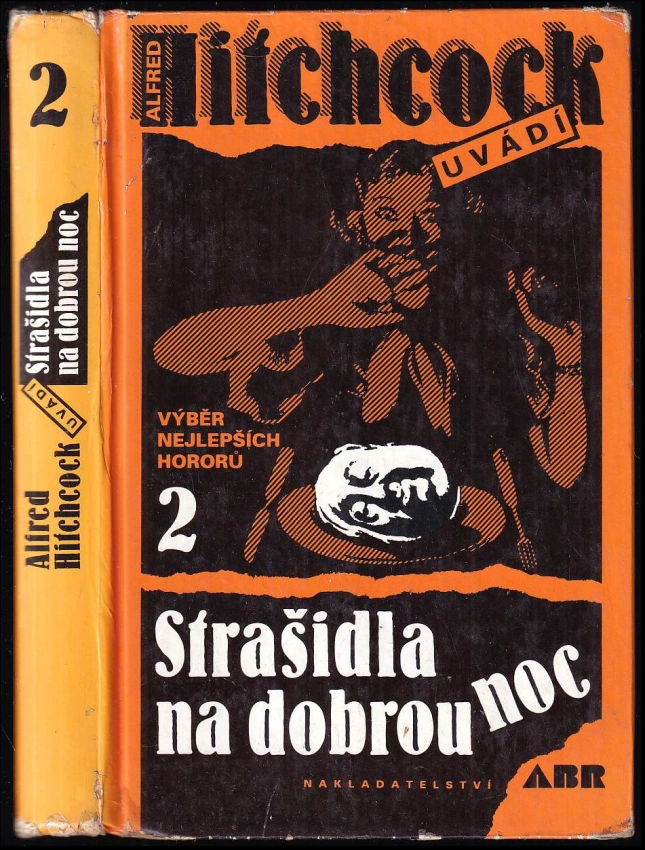 2
Strašidla
na dobrou noc
UVÁDÍ
Alfred
Hitchcock
ALFRED
Hitchcock
UVÁDÍ
VÝBĚR
NEJLEPŠÍCH
HORORŮ
2
Strašidla
na dobrou noc
NAKLADATELSTVÍ ABR